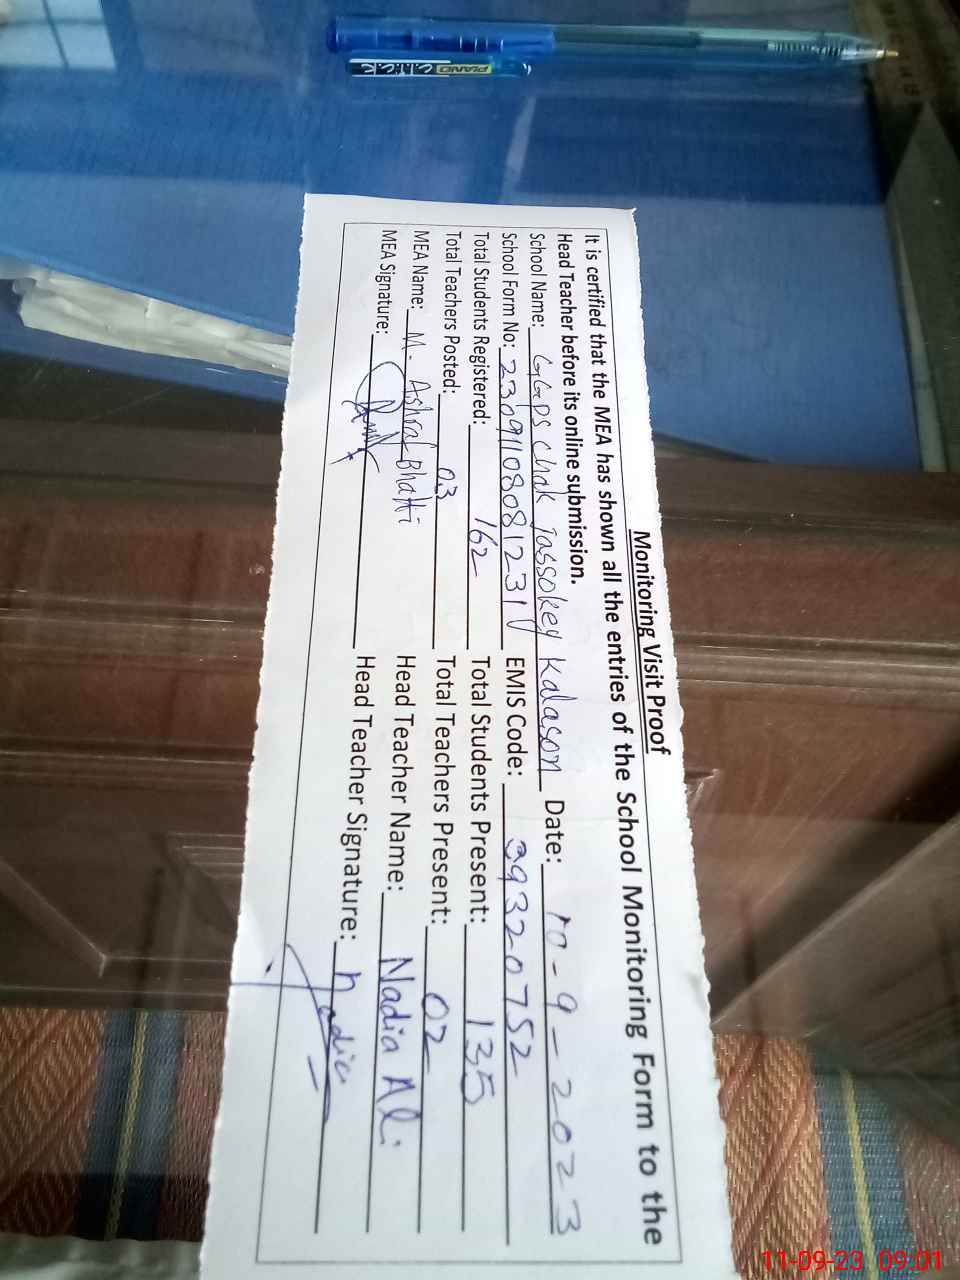 Monitoring Visit Proof
It is certified that the MEA has shown all the entries of the School Monitoring Form to the
Head Teacher before its online submission.
School Name: GGPS Chak Jassokey Kalason Date: 10-9-2023
School Form No: 23091108081231 EMIS Code: 39320752
Total Students Registered: 162 Total Students Present: 135
Total Teachers Posted: 03 Total Teachers Present: 02
MEA Name: M. Ashraf Bhatti Head Teacher Name: Nadia Ali
MEA Signature: Head Teacher Signature: Nadia
PIANO
11-09-23 09:01